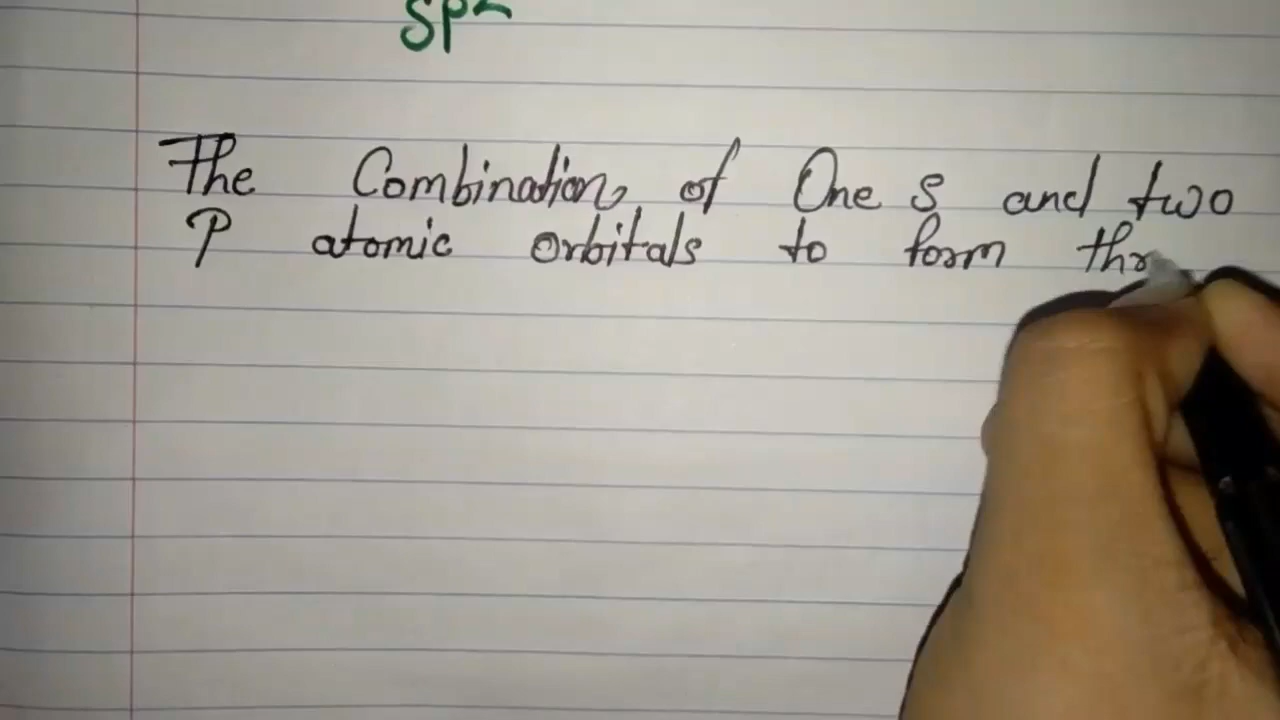 SP2
The Combination of One s and two
P atomic orbitals to form thr